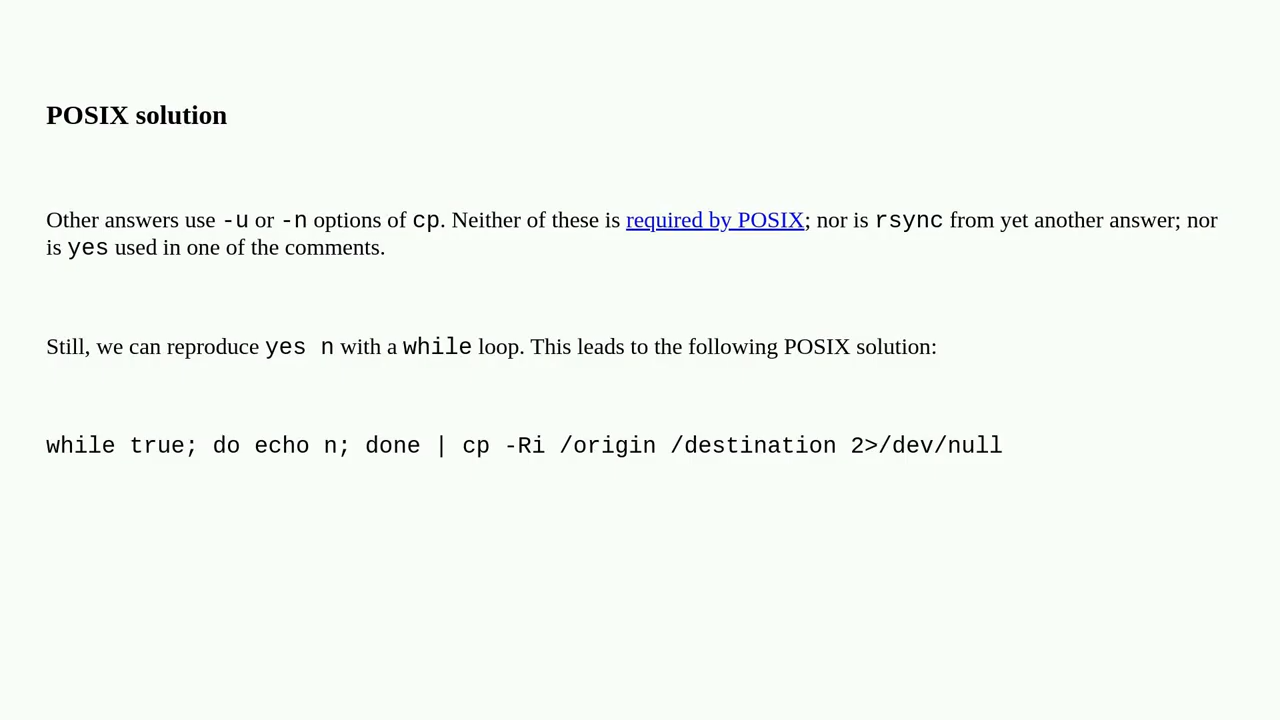 POSIX solution
Other answers use -u or -n options of cp. Neither of these is required by POSIX; nor is rsync from yet another answer; nor
is yes used in one of the comments.
Still, we can reproduce yes n with a while loop. This leads to the following POSIX solution:
while true; do echo n; done | cp -Ri /origin /destination 2>/dev/null